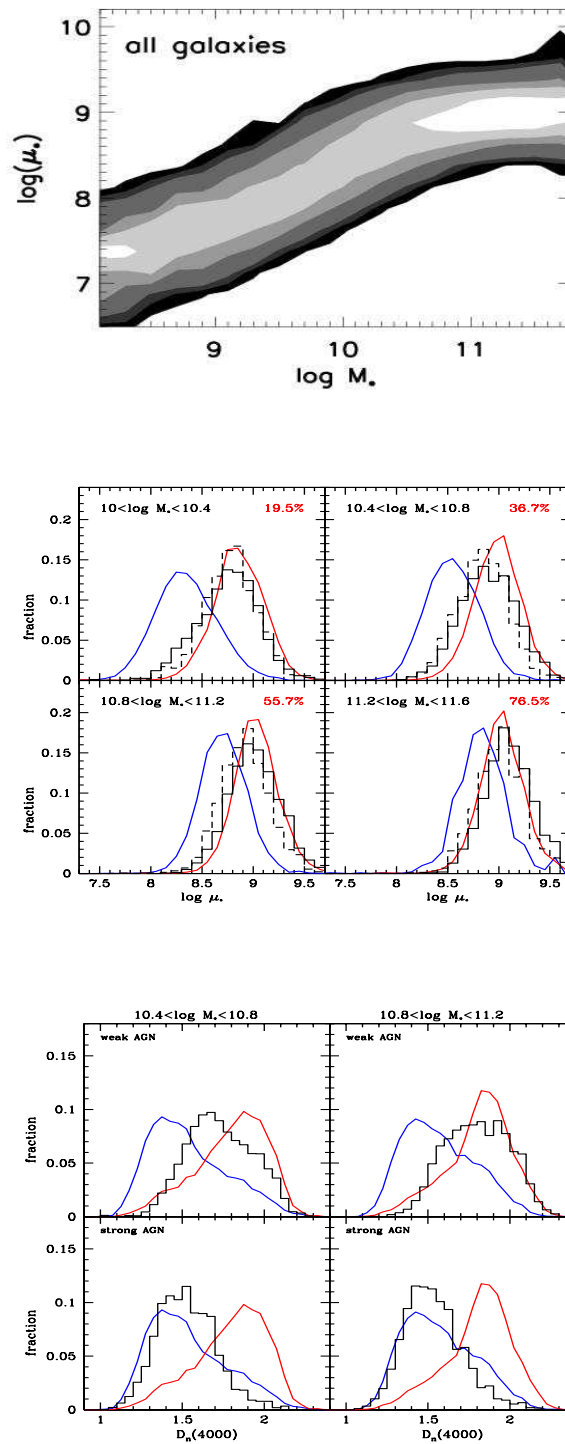 all galaxies
10
9
8
7
log(μ*)
9 10 11
log M*
10<log M*<10.4 19.5%
10.4<log M*<10.8 36.7%
0.2
0.15
0.1
0.05
0
fraction
10.8<log M*<11.2 55.7%
11.2<log M*<11.6 76.5%
0.2
0.15
0.1
0.05
0
fraction
7.5 8 8.5 9 9.5 7.5 8 8.5 9 9.5
log μ* log μ*
10.4<log M*<10.8 10.8<log M*<11.2
weak AGN weak AGN
0.15
0.1
0.05
0
fraction
strong AGN strong AGN
0.15
0.1
0.05
0
fraction
1 1.5 2 1 1.5 2
Dn(4000) Dn(4000)